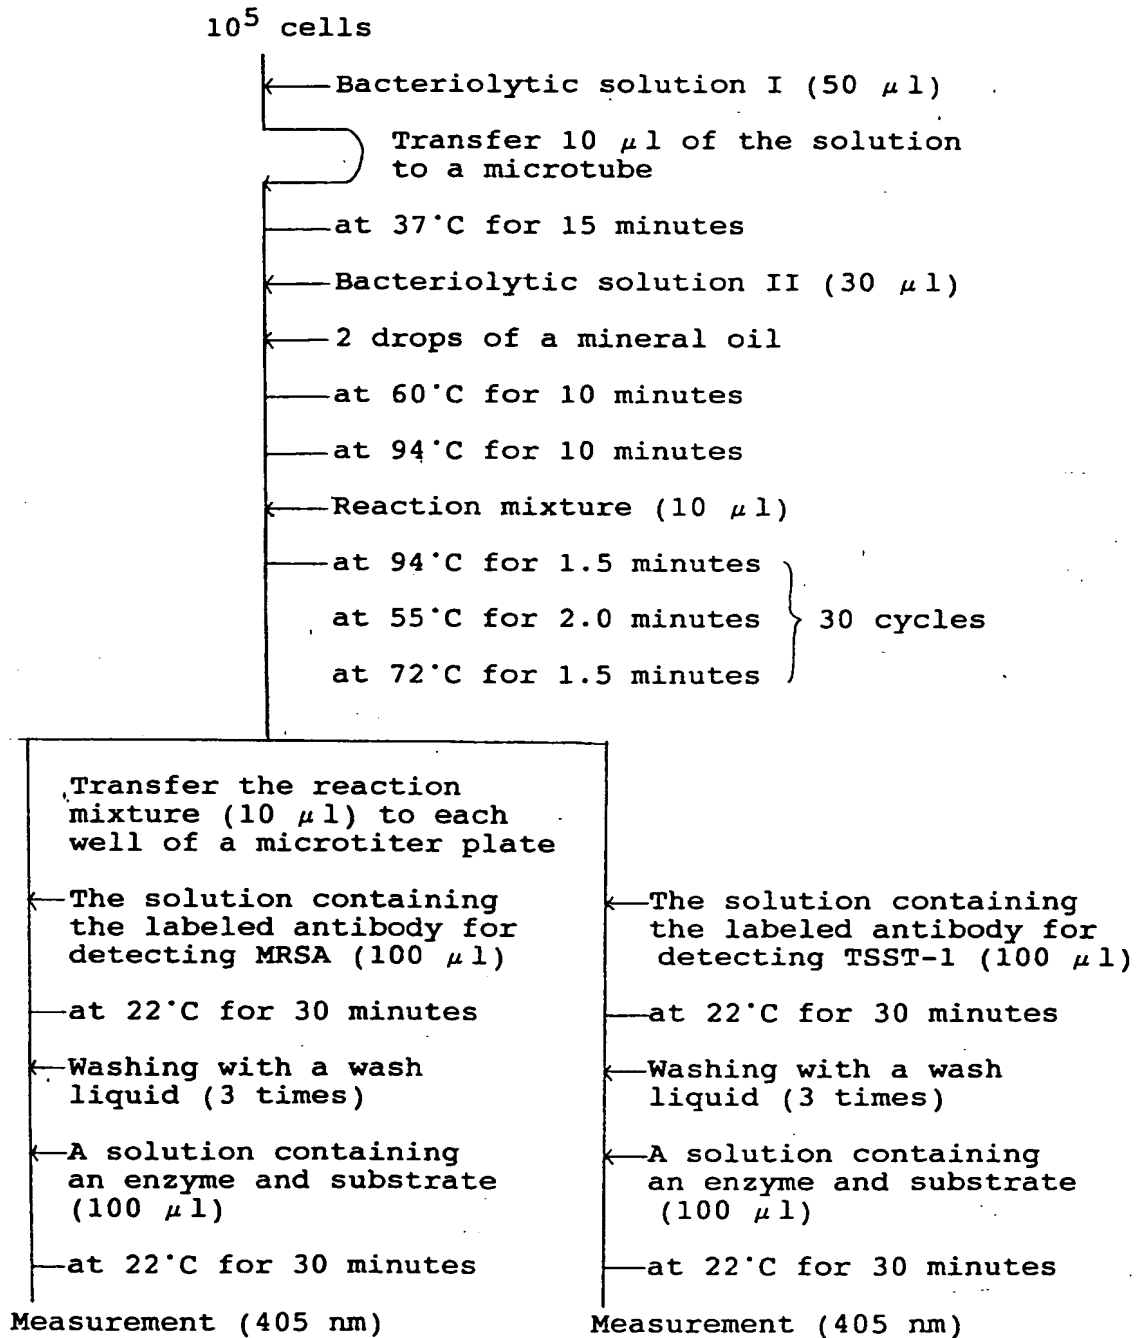 10⁵ cells
Bacteriolytic solution I (50 μl)
Transfer 10 μl of the solution
to a microtube
at 37°C for 15 minutes
Bacteriolytic solution II (30 μl)
2 drops of a mineral oil
at 60°C for 10 minutes
at 94°C for 10 minutes
Reaction mixture (10 μl)
at 94°C for 1.5 minutes
at 55°C for 2.0 minutes
30 cycles
at 72°C for 1.5 minutes
Transfer the reaction
mixture (10 μl) to each
well of a microtiter plate
The solution containing
the labeled antibody for
detecting MRSA (100 μl)
at 22°C for 30 minutes
Washing with a wash
liquid (3 times)
A solution containing
an enzyme and substrate
(100 μl)
at 22°C for 30 minutes
Measurement (405 nm)
The solution containing
the labeled antibody for
detecting TSST-1 (100 μl)
at 22°C for 30 minutes
Washing with a wash
liquid (3 times)
A solution containing
an enzyme and substrate
(100 μl)
at 22°C for 30 minutes
Measurement (405 nm)